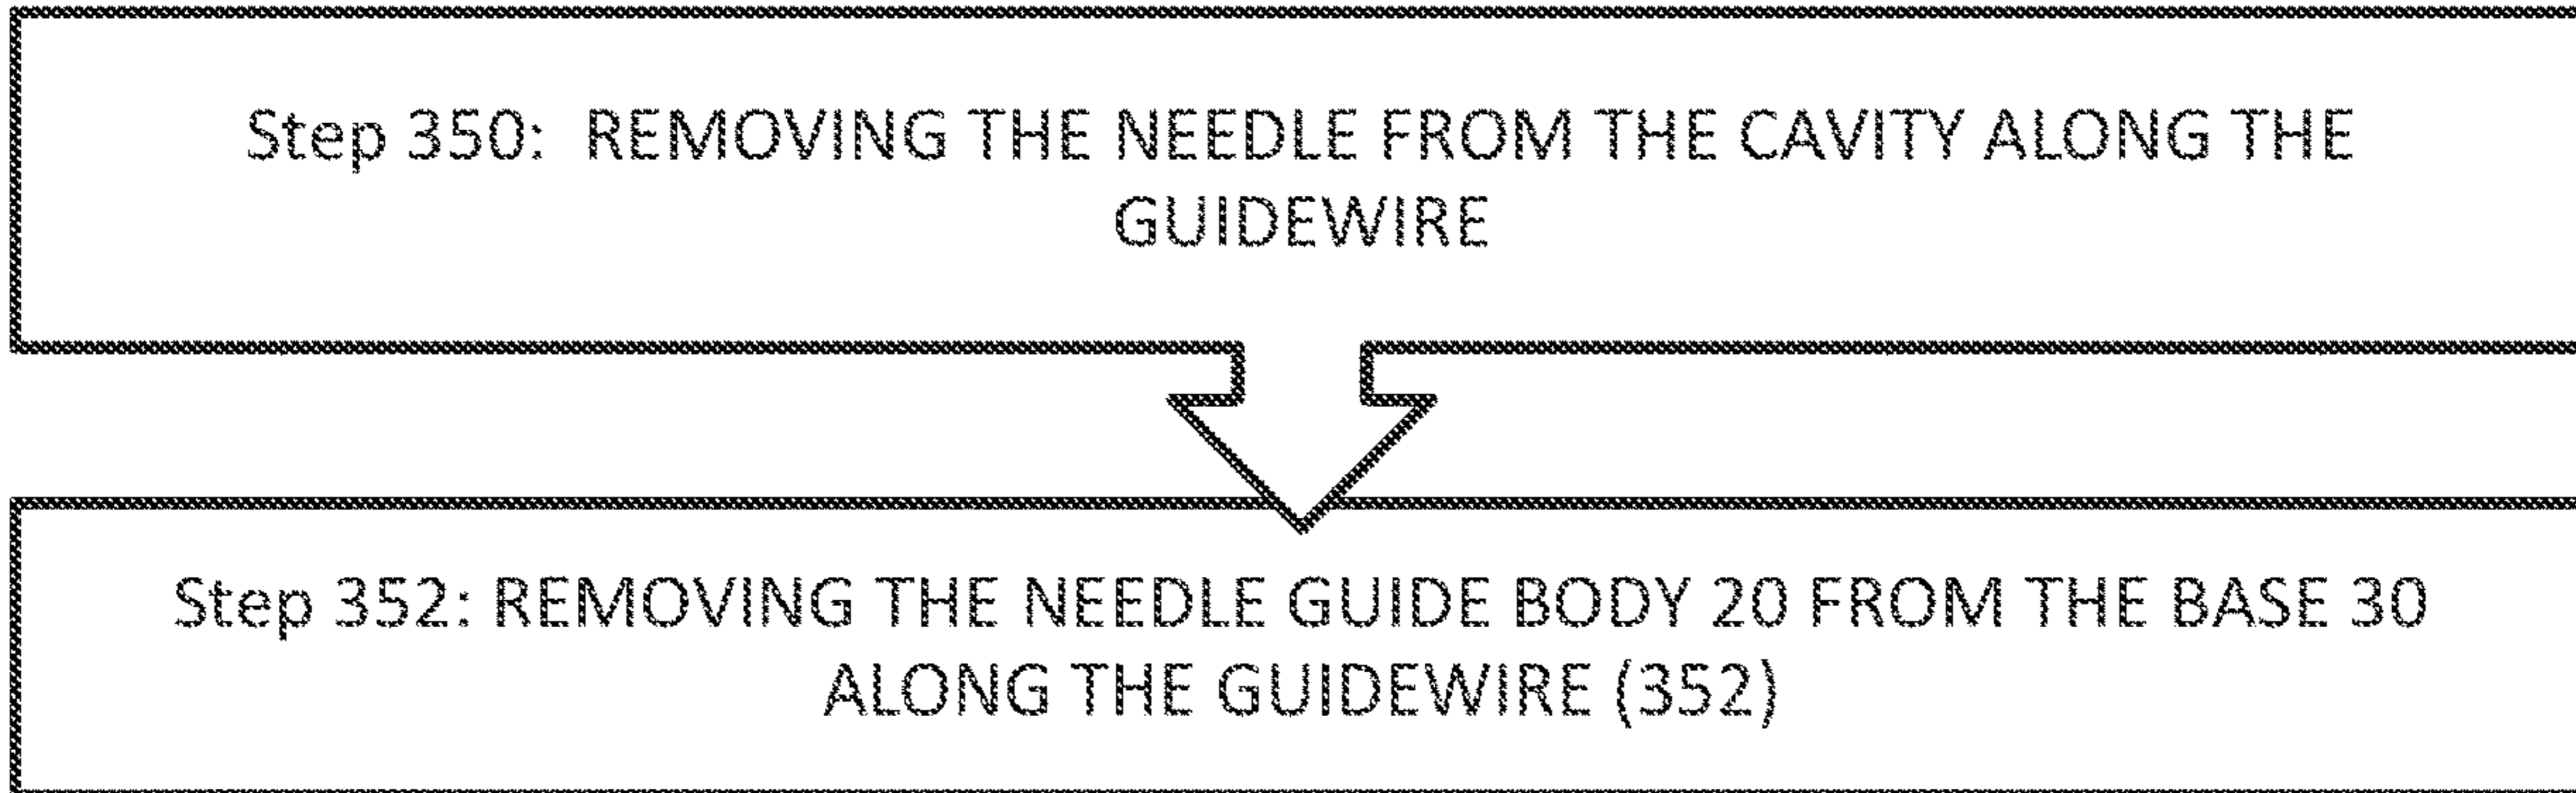 Step 350: REMOVING THE NEEDLE FROM THE CAVITY ALONG THE
GUIDEWIRE
Step 352: REMOVING THE NEEDLE GUIDE BODY 20 FROM THE BASE 30
ALONG THE GUIDEWIRE (352)